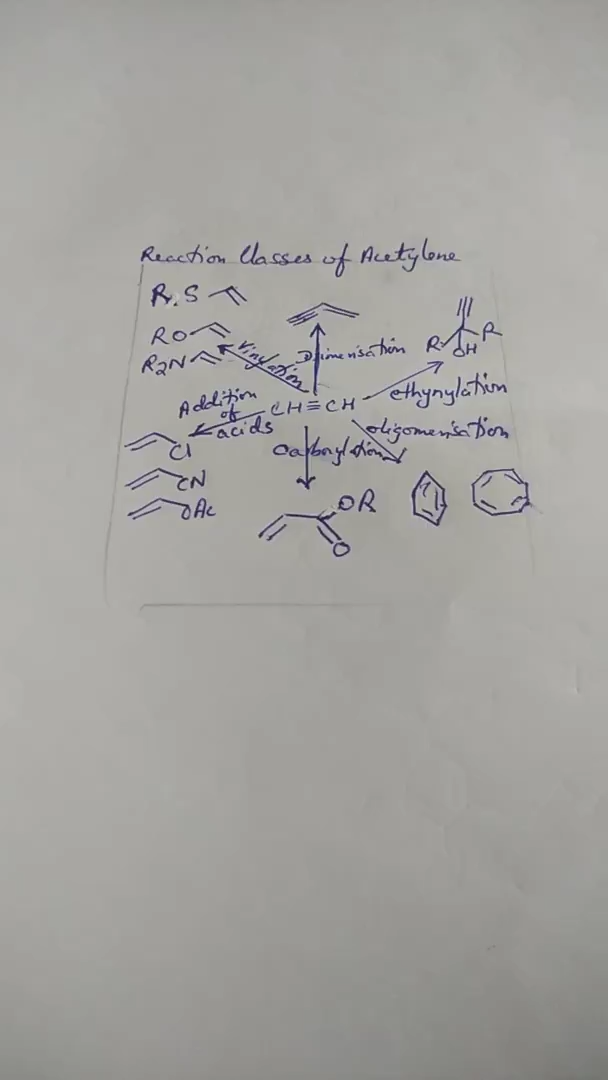 Reaction Classes of Acetylene
R.S
RO
R2N
Vinylation
Dimerisation
R
OH
R
ethynylation
Addition
of
acids
CH≡CH
oligomerisation
Carbonylation
Cl
CN
OAc
OR
O